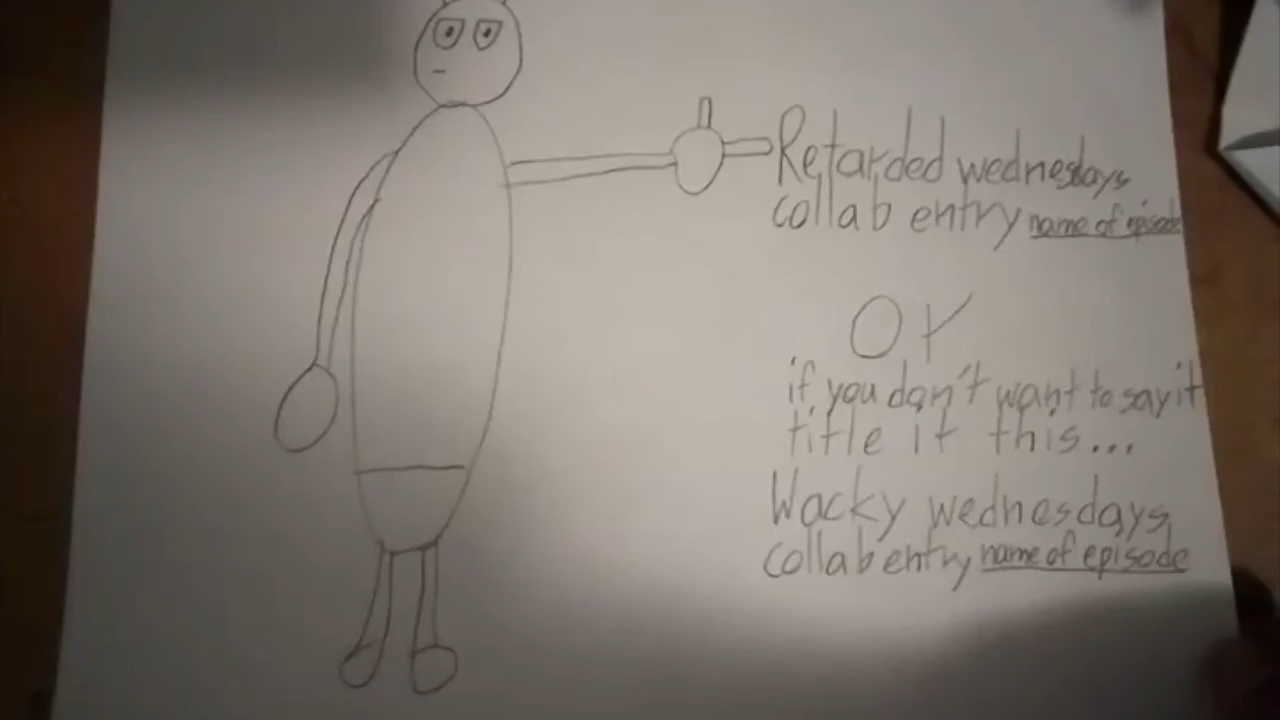 Retarded wednesdays
collab entry name of episode
or
if you don't want to say it
title it this...
Wacky wednesdays
collab entry name of episode